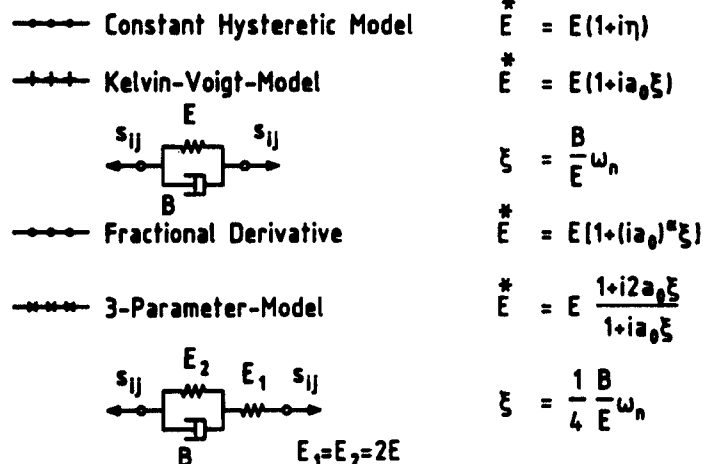 Constant Hysteretic Model E* = E(1+iη)
Kelvin-Voigt-Model E* = E(1+ia₀ξ)
E
s_ij s_ij
B
ξ = B/E ω_n
Fractional Derivative E* = E(1+(ia₀)^α ξ)
3-Parameter-Model E* = E (1+i2a₀ξ)/(1+ia₀ξ)
E₂ E₁
s_ij s_ij
B
E₁=E₂=2E
ξ = 1/4 B/E ω_n